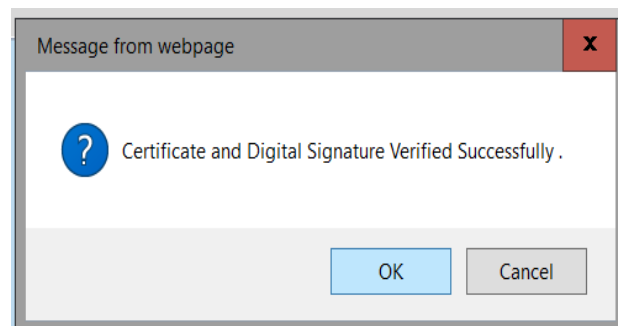 Message from webpage
x
?
Certificate and Digital Signature Verified Successfully .
OK
Cancel